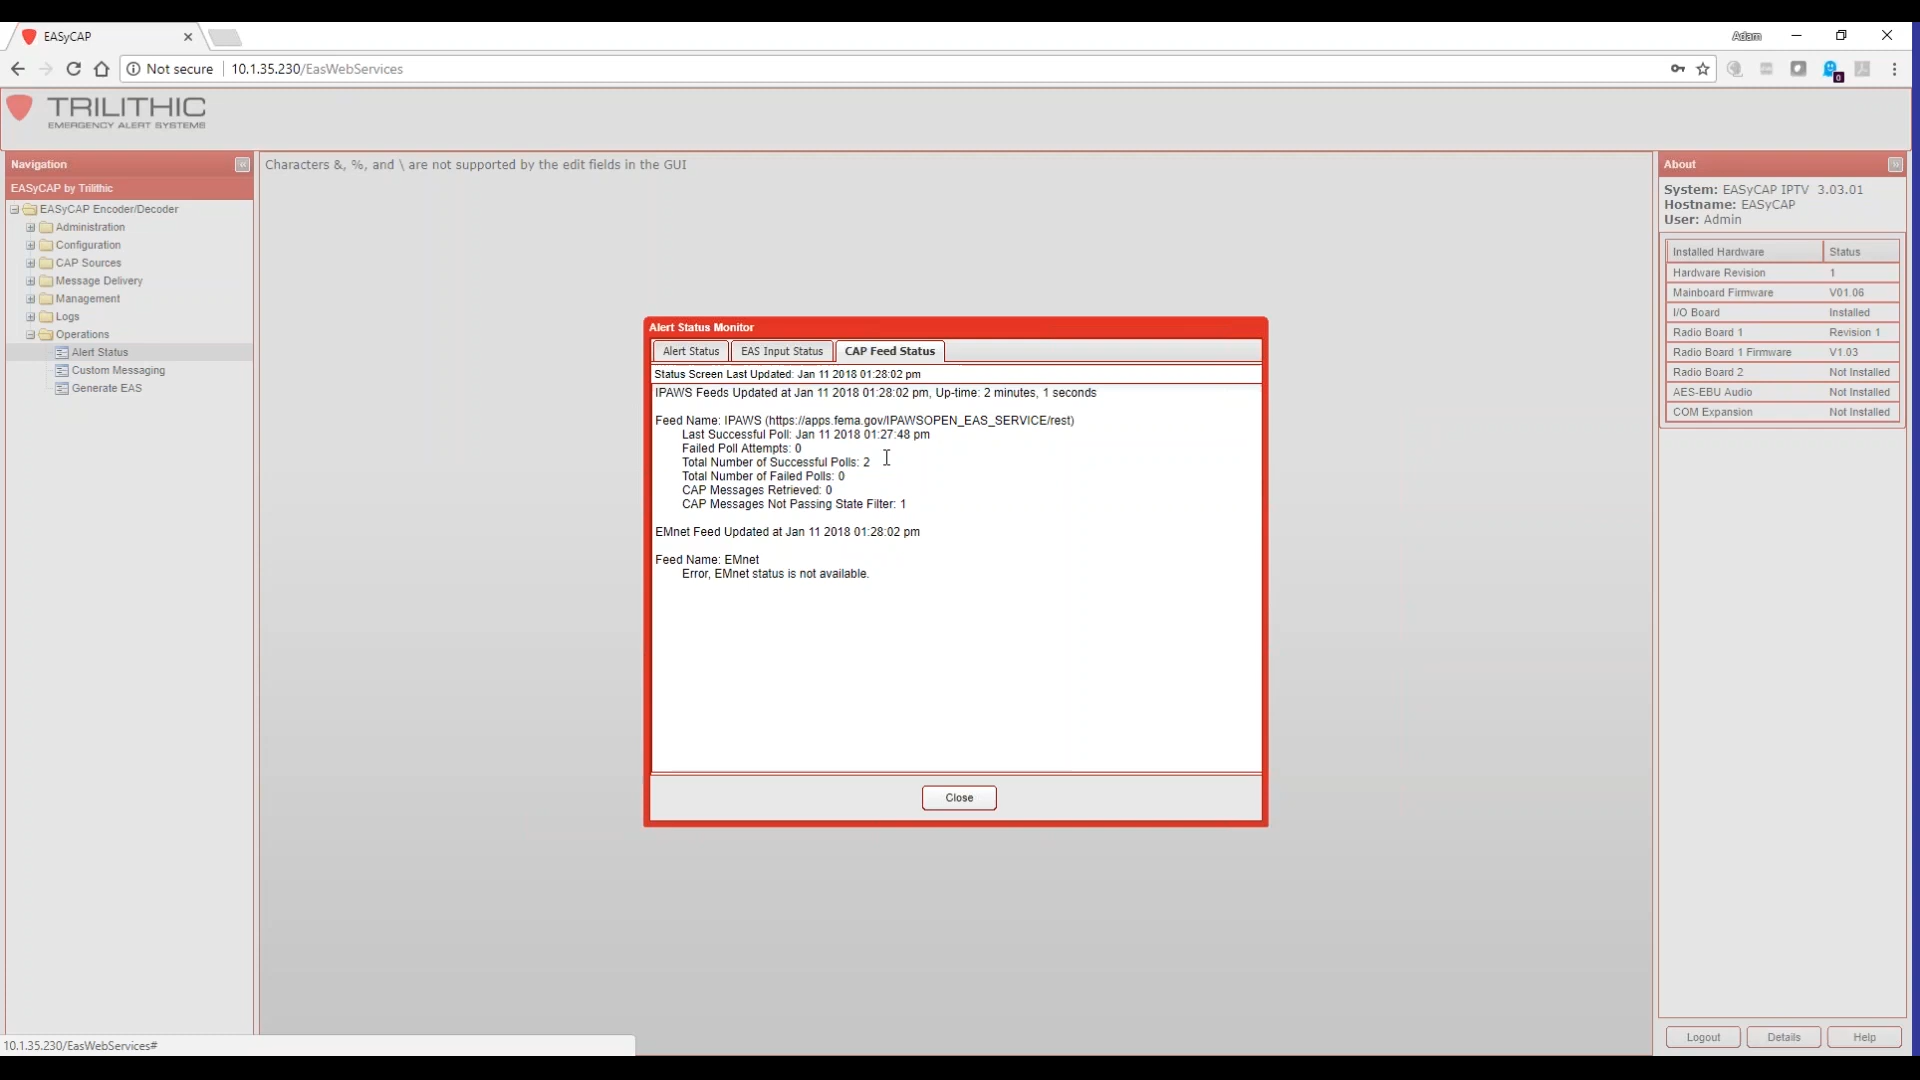 EASyCAP
Adam
Not secure
10.1.35.230/EasWebServices
0
TRILITHIC
EMERGENCY ALERT SYSTEMS
Navigation
EASyCAP by Trilithic
EASyCAP Encoder/Decoder
Administration
Configuration
CAP Sources
Message Delivery
Management
Logs
Operations
Alert Status
Custom Messaging
Generate EAS
Characters &, %, and \ are not supported by the edit fields in the GUI
Alert Status Monitor
Alert Status EAS Input Status CAP Feed Status
Status Screen Last Updated: Jan 11 2018 01:28:02 pm
IPAWS Feeds Updated at Jan 11 2018 01:28:02 pm, Up-time: 2 minutes, 1 seconds
Feed Name: IPAWS (https://apps.fema.gov/IPAWSOPEN_EAS_SERVICE/rest)
Last Successful Poll: Jan 11 2018 01:27:48 pm
Failed Poll Attempts: 0
Total Number of Successful Polls: 2
Total Number of Failed Polls: 0
CAP Messages Retrieved: 0
CAP Messages Not Passing State Filter: 1
EMnet Feed Updated at Jan 11 2018 01:28:02 pm
Feed Name: EMnet
Error, EMnet status is not available.
Close
About
System: EASyCAP IPTV 3.03.01
Hostname: EASyCAP
User: Admin
Installed Hardware Status
Hardware Revision 1
Mainboard Firmware V01.06
I/O Board Installed
Radio Board 1 Revision 1
Radio Board 1 Firmware V1.03
Radio Board 2 Not Installed
AES-EBU Audio Not Installed
COM Expansion Not Installed
Logout Details Help
10.1.35.230/EasWebServices#